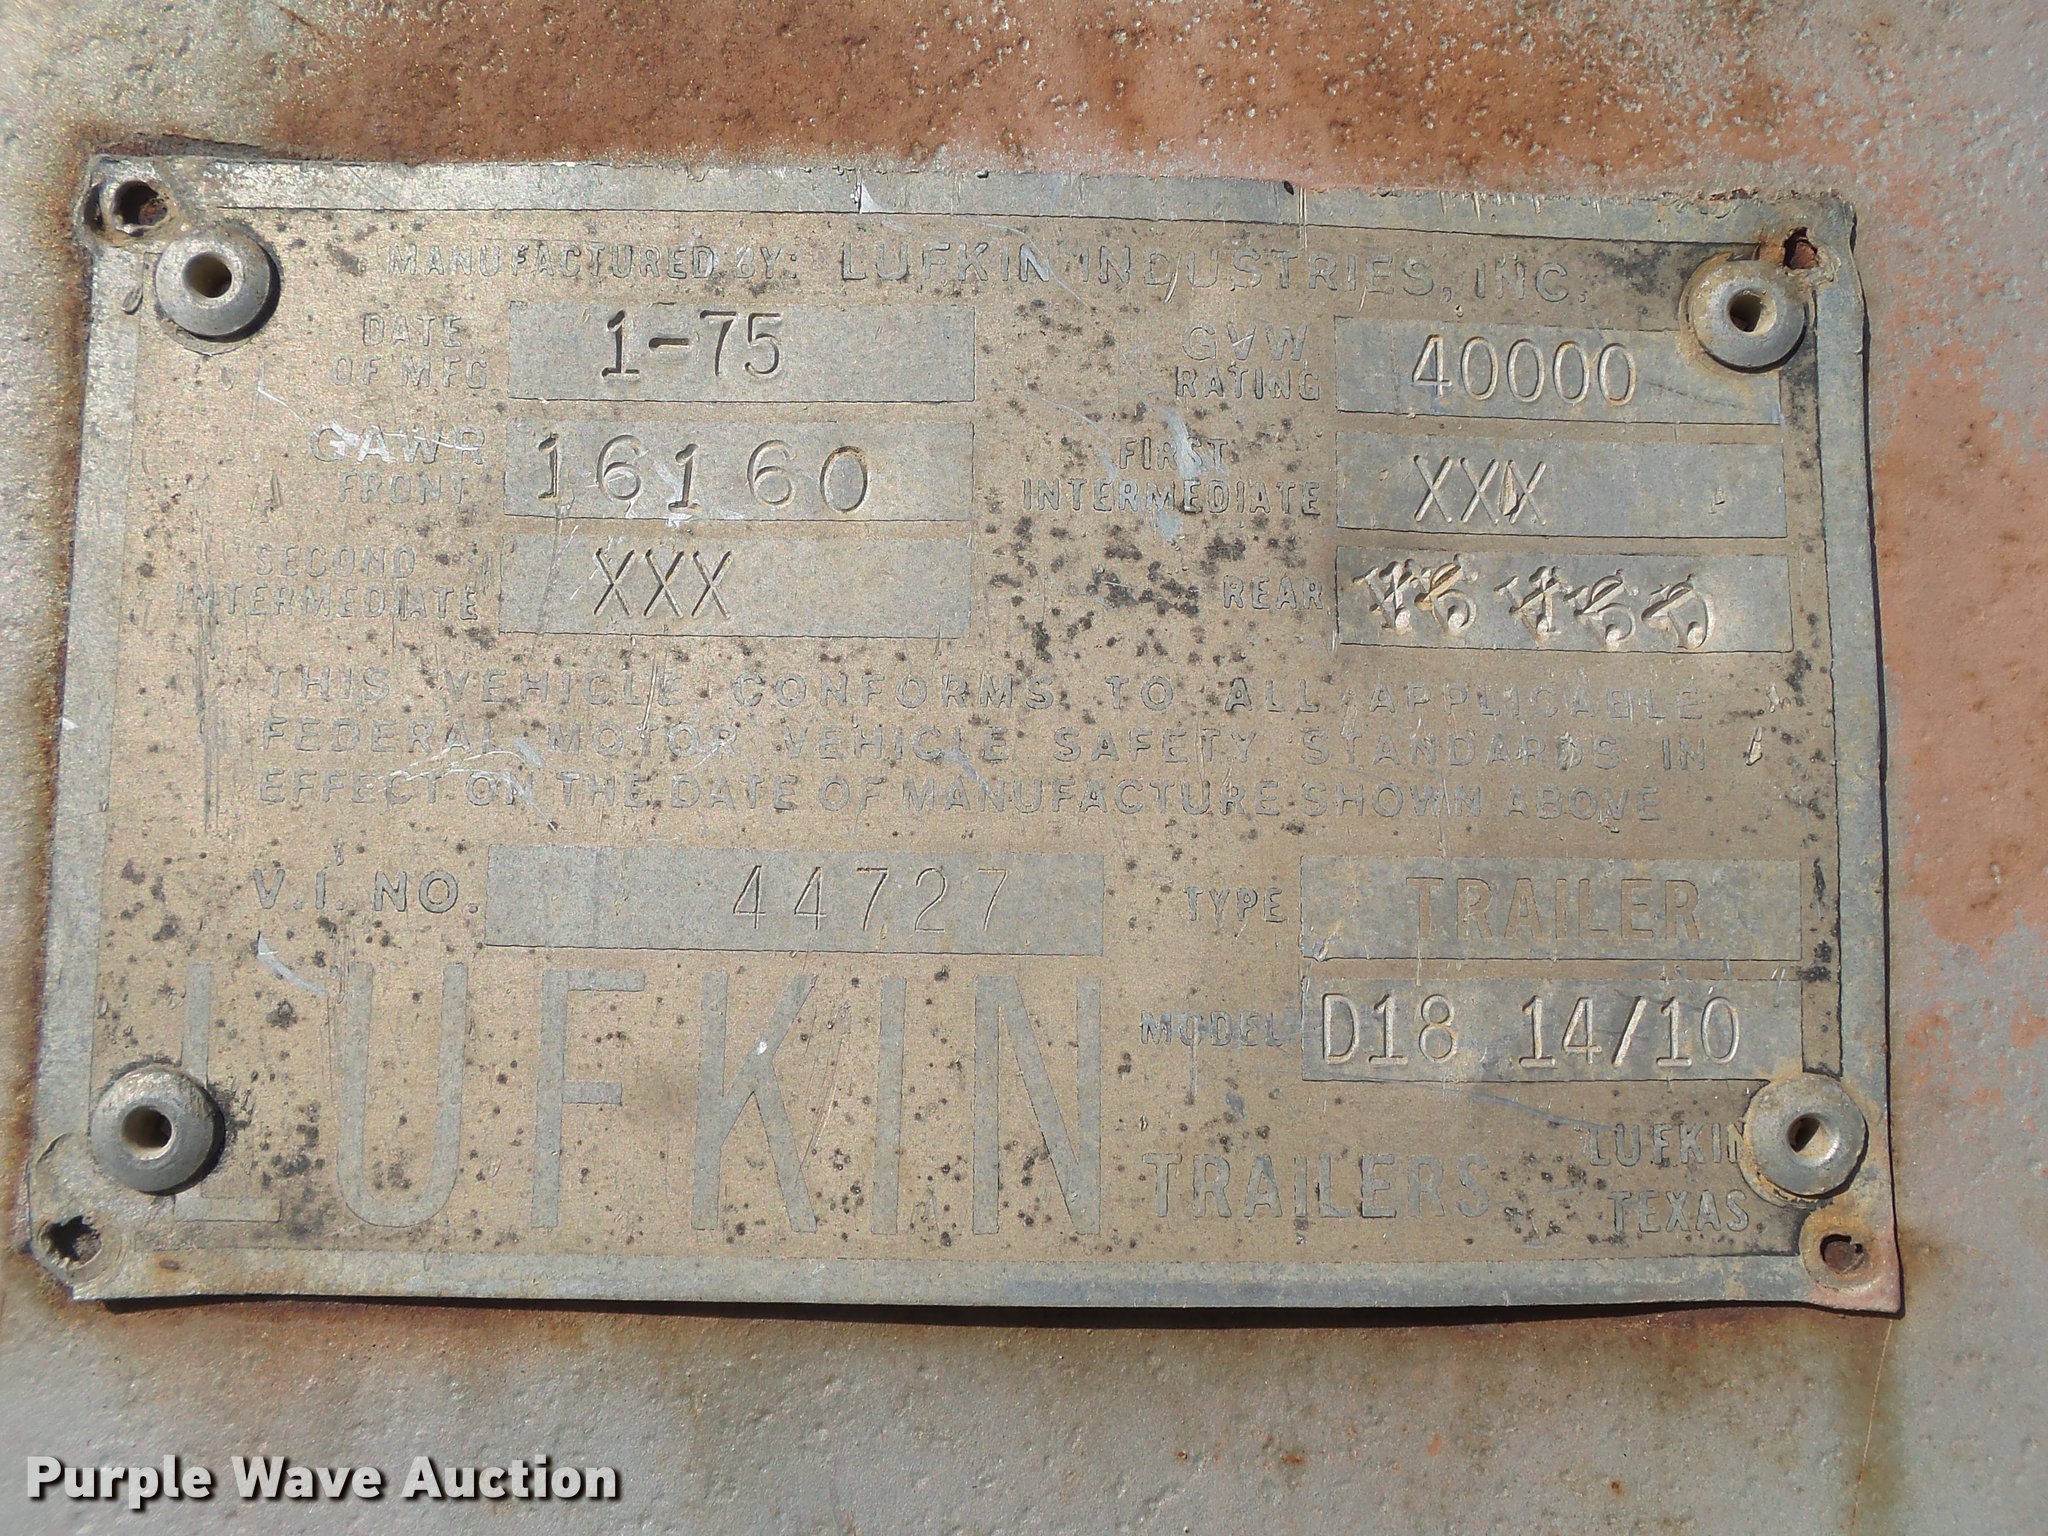 MANUFACTURED BY: LUFKIN INDUSTRIES, INC.
DATE OF MFG 1-75 GVW RATING 40000
GAWR FRONT 16160 FIRST INTERMEDIATE XXX
SECOND INTERMEDIATE XXX REAR
THIS VEHICLE CONFORMS TO ALL APPLICABLE
FEDERAL MOTOR VEHICLE SAFETY STANDARDS IN
EFFECT ON THE DATE OF MANUFACTURE SHOWN ABOVE
V.I. NO. 44727 TYPE TRAILER
MODEL D18 14/10
LUFKIN TRAILERS LUFKIN TEXAS
Purple Wave Auction